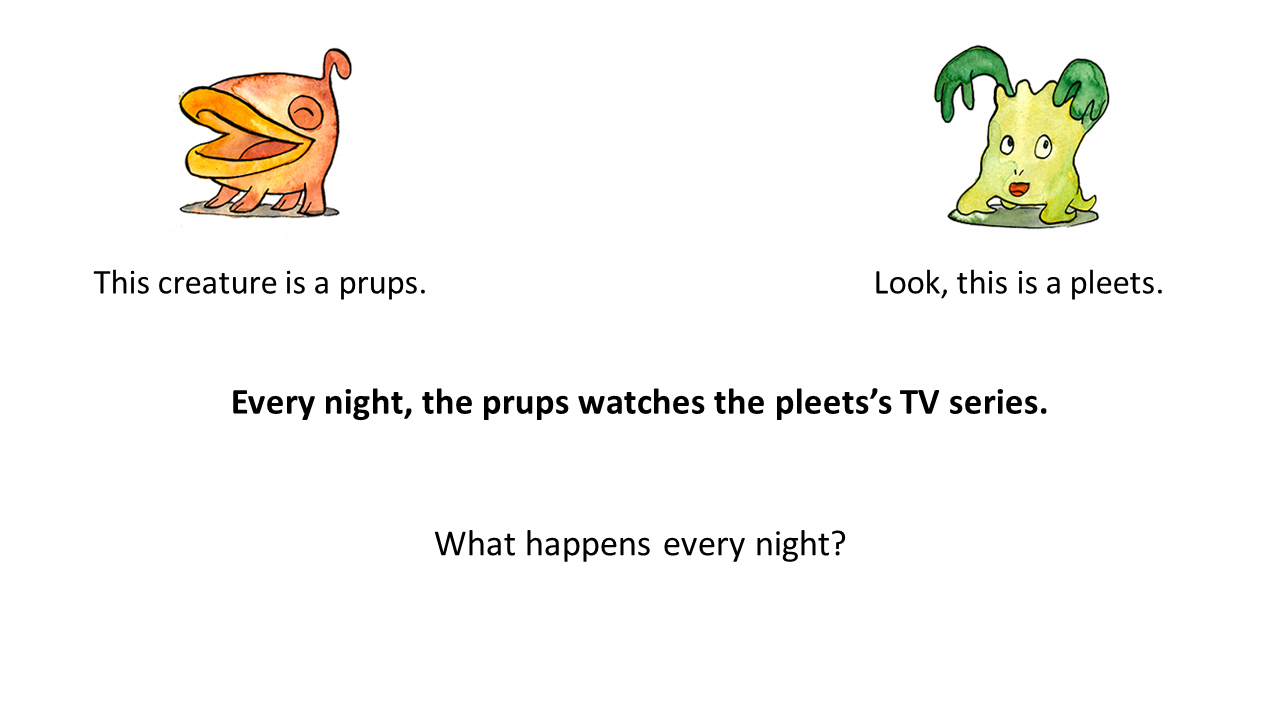 This creature is a prups.
Look, this is a pleets.
Every night, the prups watches the pleets’s TV series.
What happens every night?